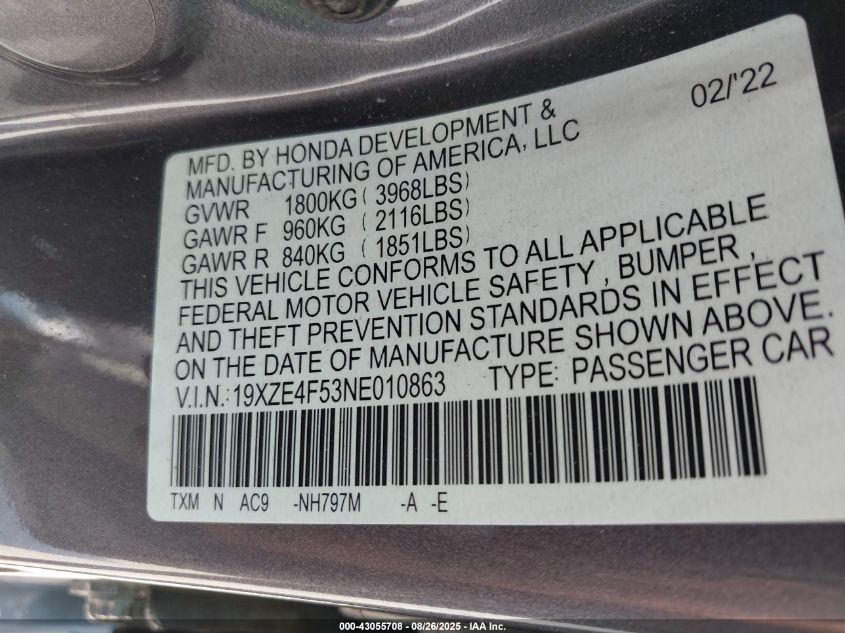 02/'22
MFD. BY HONDA DEVELOPMENT &
MANUFACTURING OF AMERICA, LLC
GVWR 1800KG ( 3968LBS)
GAWR F 960KG ( 2116LBS)
GAWR R 840KG ( 1851LBS)
THIS VEHICLE CONFORMS TO ALL APPLICABLE
FEDERAL MOTOR VEHICLE SAFETY , BUMPER ,
AND THEFT PREVENTION STANDARDS IN EFFECT
ON THE DATE OF MANUFACTURE SHOWN ABOVE.
V.I.N.: 19XZE4F53NE010863 TYPE: PASSENGER CAR
TXM N AC9 -NH797M -A -E
000-43055708 - 08/26/2025 - IAA Inc.